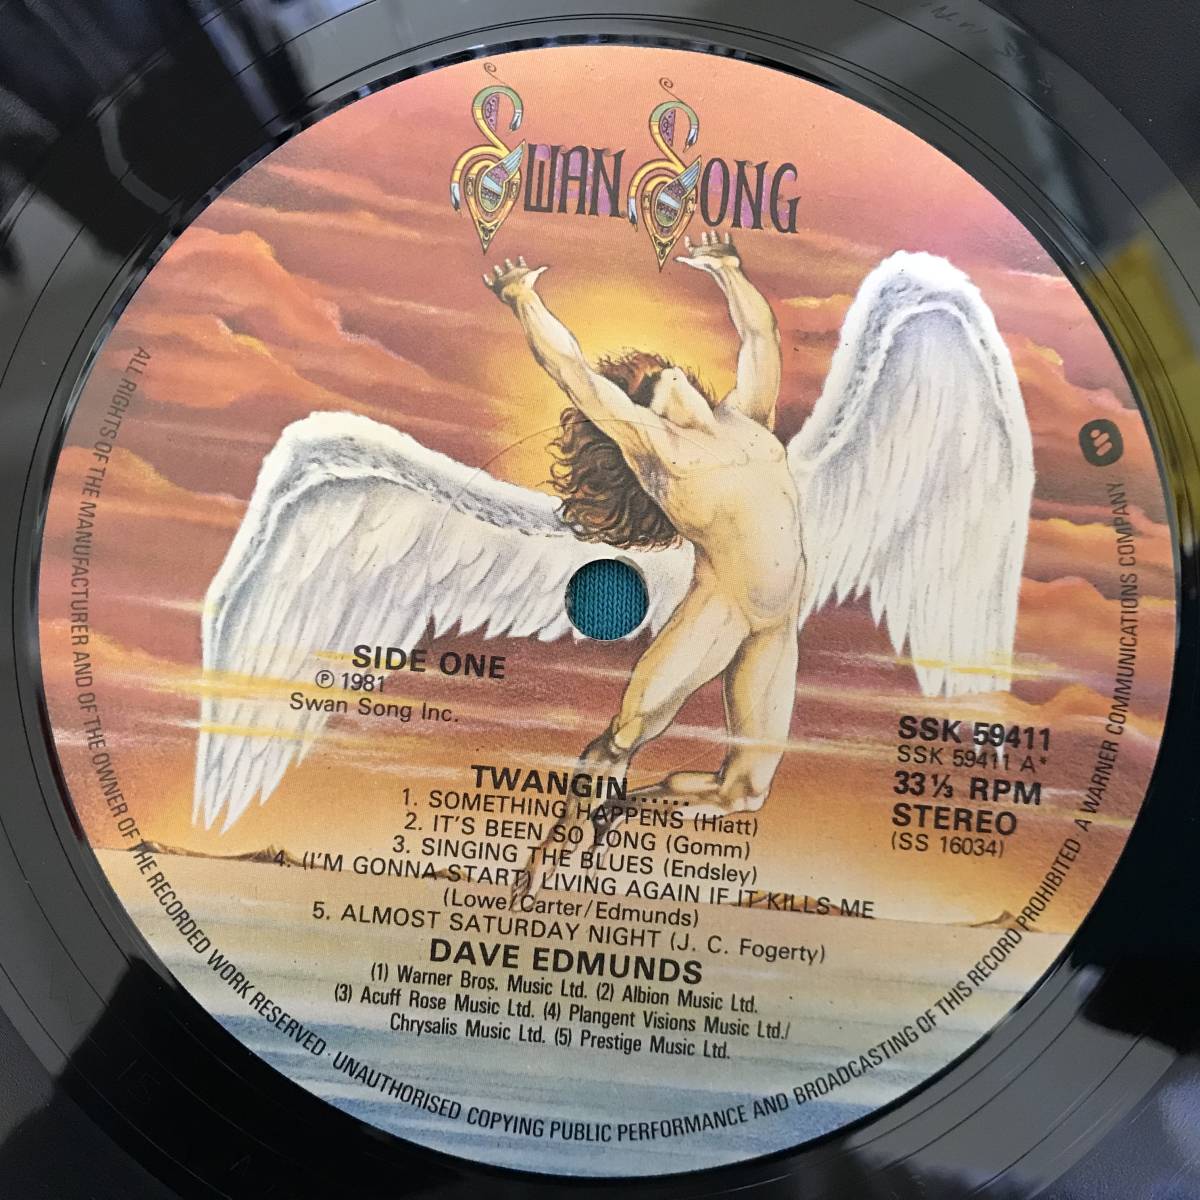 SWAN SONG
SIDE ONE
℗ 1981
Swan Song Inc.
SSK 59411
SSK 59411 A*
33⅓ RPM
STEREO
(SS 16034)
TWANGIN......
1. SOMETHING HAPPENS (Hiatt)
2. IT'S BEEN SO LONG (Gomm)
3. SINGING THE BLUES (Endsley)
4. (I'M GONNA START) LIVING AGAIN IF IT KILLS ME
(Lowe/Carter/Edmunds)
5. ALMOST SATURDAY NIGHT (J. C. Fogerty)
DAVE EDMUNDS
(1) Warner Bros. Music Ltd. (2) Albion Music Ltd.
(3) Acuff Rose Music Ltd. (4) Plangent Visions Music Ltd./
Chrysalis Music Ltd. (5) Prestige Music Ltd.
ALL RIGHTS OF THE MANUFACTURER AND OF THE OWNER OF THE RECORDED WORK RESERVED · UNAUTHORISED COPYING PUBLIC PERFORMANCE AND BROADCASTING OF THIS RECORD PROHIBITED A WARNER COMMUNICATIONS COMPANY